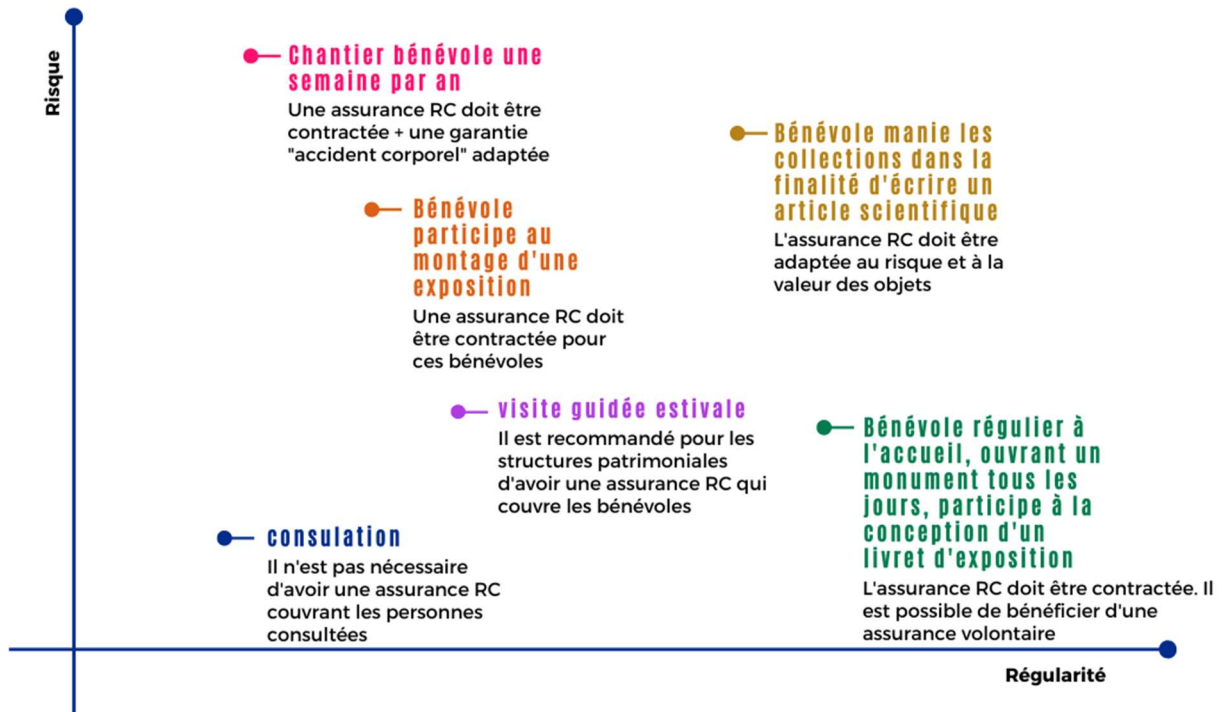 Risque
Chantier bénévole une
semaine par an
Une assurance RC doit être
contractée + une garantie
"accident corporel" adaptée
Bénévole manie les
collections dans la
finalité d'écrire un
article scientifique
L'assurance RC doit être
adaptée au risque et à la
valeur des objets
Bénévole
participe au
montage d'une
exposition
Une assurance RC doit
être contractée pour
ces bénévoles
visite guidée estivale
Il est recommandé pour les
structures patrimoniales
d'avoir une assurance RC qui
couvre les bénévoles
Bénévole régulier à
l'accueil, ouvrant un
monument tous les
jours, participe à la
conception d'un
livret d'exposition
L'assurance RC doit être contractée. Il
est possible de bénéficier d'une
assurance volontaire
consulation
Il n'est pas nécessaire
d'avoir une assurance RC
couvrant les personnes
consultées
Régularité